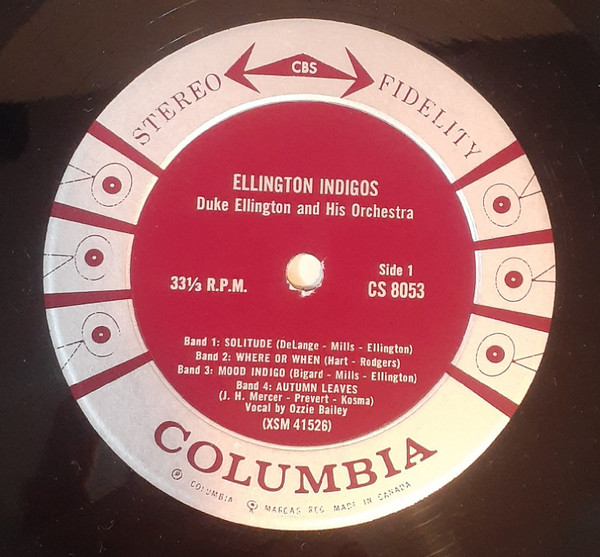 STEREO CBS FIDELITY
ELLINGTON INDIGOS
Duke Ellington and His Orchestra
33⅓ R.P.M.
Side 1
CS 8053
Band 1: SOLITUDE (DeLange - Mills - Ellington)
Band 2: WHERE OR WHEN (Hart - Rodgers)
Band 3: MOOD INDIGO (Bigard - Mills - Ellington)
Band 4: AUTUMN LEAVES
(J. H. Mercer - Prevert - Kosma)
Vocal by Ozzie Bailey
(XSM 41526)
COLUMBIA
COLUMBIA MARCAS REG. MADE IN CANADA